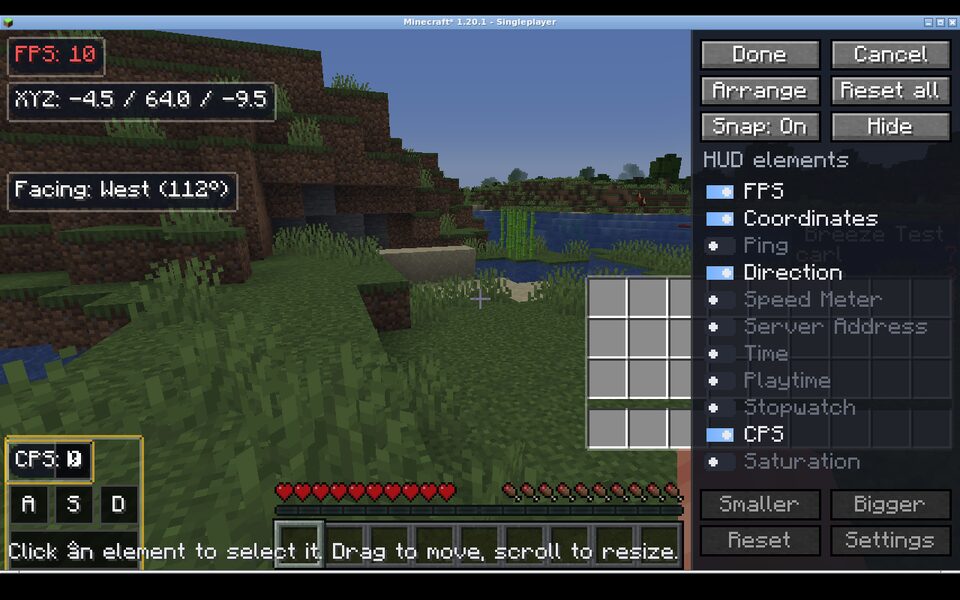 Minecraft* 1.20.1 - Singleplayer
FPS: 10
XYZ: -4.5 / 64.0 / -9.5
Facing: West (112º)
Done
Cancel
Arrange
Reset all
Snap: On
Hide
HUD elements
FPS
Coordinates
Ping
Direction
Speed Meter
Server Address
Time
Playtime
Stopwatch
CPS
Saturation
Breeze Test
Smaller
Bigger
Reset
Settings
CPS: 0
A S D
Click an element to select it. Drag to move, scroll to resize.